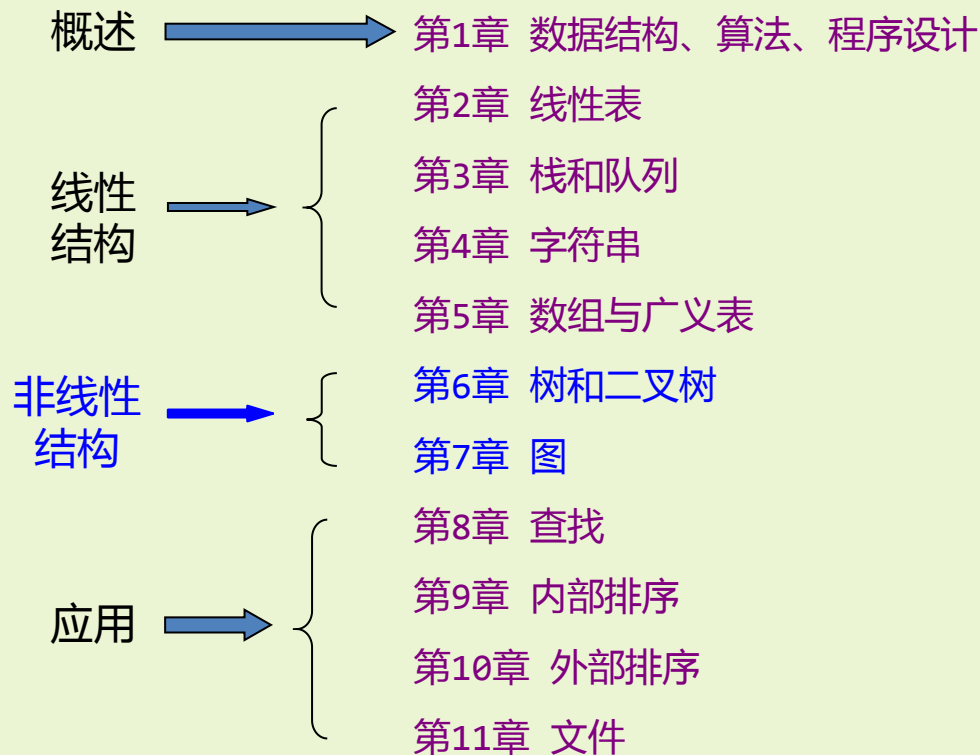 概述
第1章 数据结构、算法、程序设计
线性
结构
第2章 线性表
第3章 栈和队列
第4章 字符串
第5章 数组与广义表
非线性
结构
第6章 树和二叉树
第7章 图
应用
第8章 查找
第9章 内部排序
第10章 外部排序
第11章 文件